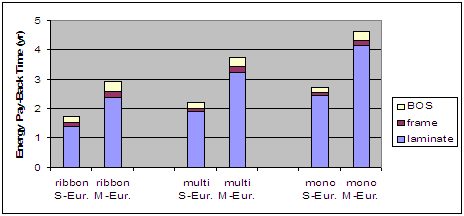 Energy Pay-Back Time (yr)
5
4
3
2
1
0
ribbon ribbon multi multi mono mono
S-Eur. M-Eur. S-Eur. M-Eur. S-Eur. M-Eur.
BOS
frame
laminate